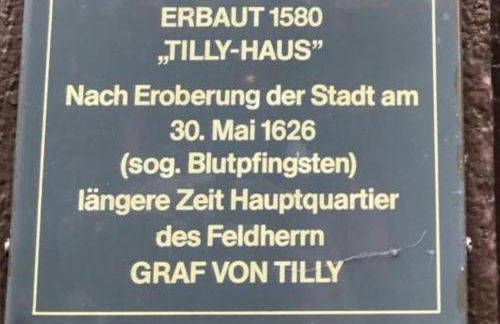 ERBAUT 1580
„TILLY-HAUS”
Nach Eroberung der Stadt am
30. Mai 1626
(sog. Blutpfingsten)
längere Zeit Hauptquartier
des Feldherrn
GRAF VON TILLY